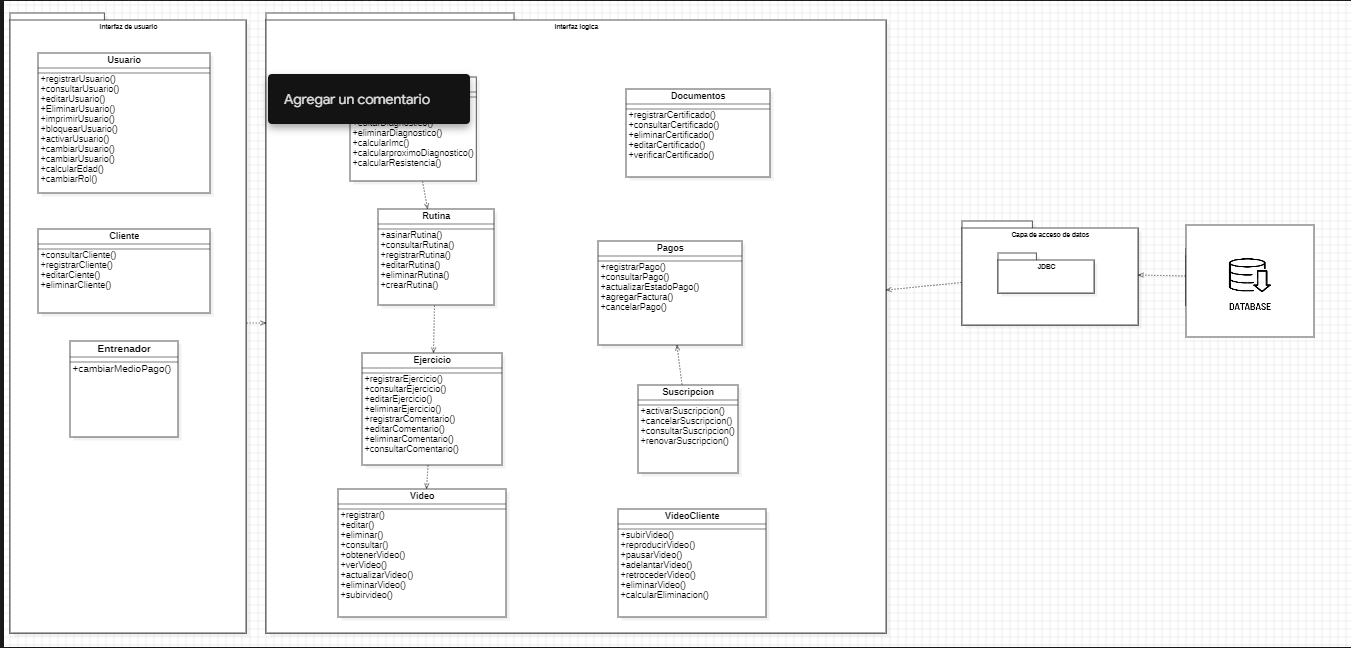 Interfaz de usuario
Usuario
+registrarUsuario()
+consultarUsuario()
+editarUsuario()
+EliminarUsuario()
+imprimirUsuario()
+bloquearUsuario()
+activarUsuario()
+cambiarUsuario()
+cambiarUsuario()
+calcularEdad()
+cambiarRol()
Cliente
+consultarCliente()
+registrarCliente()
+editarCiente()
+eliminarCliente()
Entrenador
+cambiarMedioPago()
Interfaz logica
Agregar un comentario
+eliminarDiagnostico()
+calcularImc()
+calcularproximoDiagnostico()
+calcularResistencia()
Rutina
+asinarRutina()
+consultarRutina()
+registrarRutina()
+editarRutina()
+eliminarRutina()
+crearRutina()
Ejercicio
+registrarEjercicio()
+consultarEjercicio()
+editarEjercicio()
+eliminarEjercicio()
+registrarComentario()
+editarComentario()
+eliminarComentario()
+consultarComentario()
Video
+registrar()
+editar()
+eliminar()
+consultar()
+obtenerVideo()
+verVideo()
+actualizarVideo()
+eliminarVideo()
+subirvideo()
Documentos
+registrarCertificado()
+consultarCertificado()
+eliminarCertificado()
+editarCertificado()
+verificarCertificado()
Pagos
+registrarPago()
+consultarPago()
+actualizarEstadoPago()
+agregarFactura()
+cancelarPago()
Suscripcion
+activarSuscripcion()
+cancelarSuscripcion()
+consultarSuscripcion()
+renovarSuscripcion()
VideoCliente
+subirVideo()
+reproducirVideo()
+pausarVideo()
+adelantarVideo()
+retrocederVideo()
+eliminarVideo()
+calcularEliminacion()
Capa de acceso de datos
JDBC
DATABASE